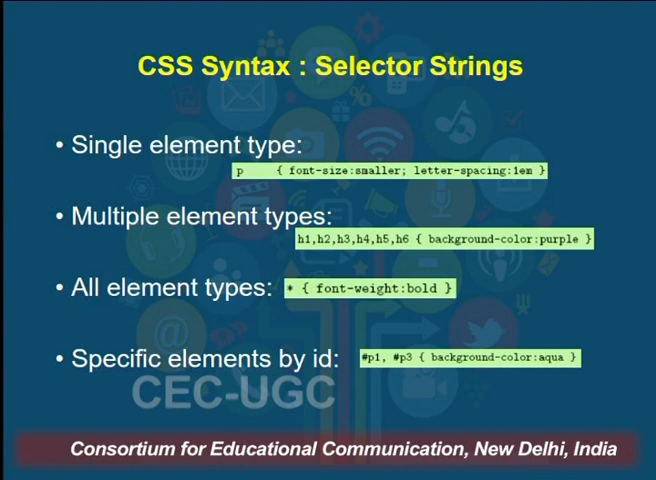 CSS Syntax : Selector Strings
• Single element type:
p { font-size:smaller; letter-spacing:1em }
• Multiple element types:
h1,h2,h3,h4,h5,h6 { background-color:purple }
• All element types:
* { font-weight:bold }
• Specific elements by id:
#p1, #p3 { background-color:aqua }
CEC-UGC
Consortium for Educational Communication, New Delhi, India